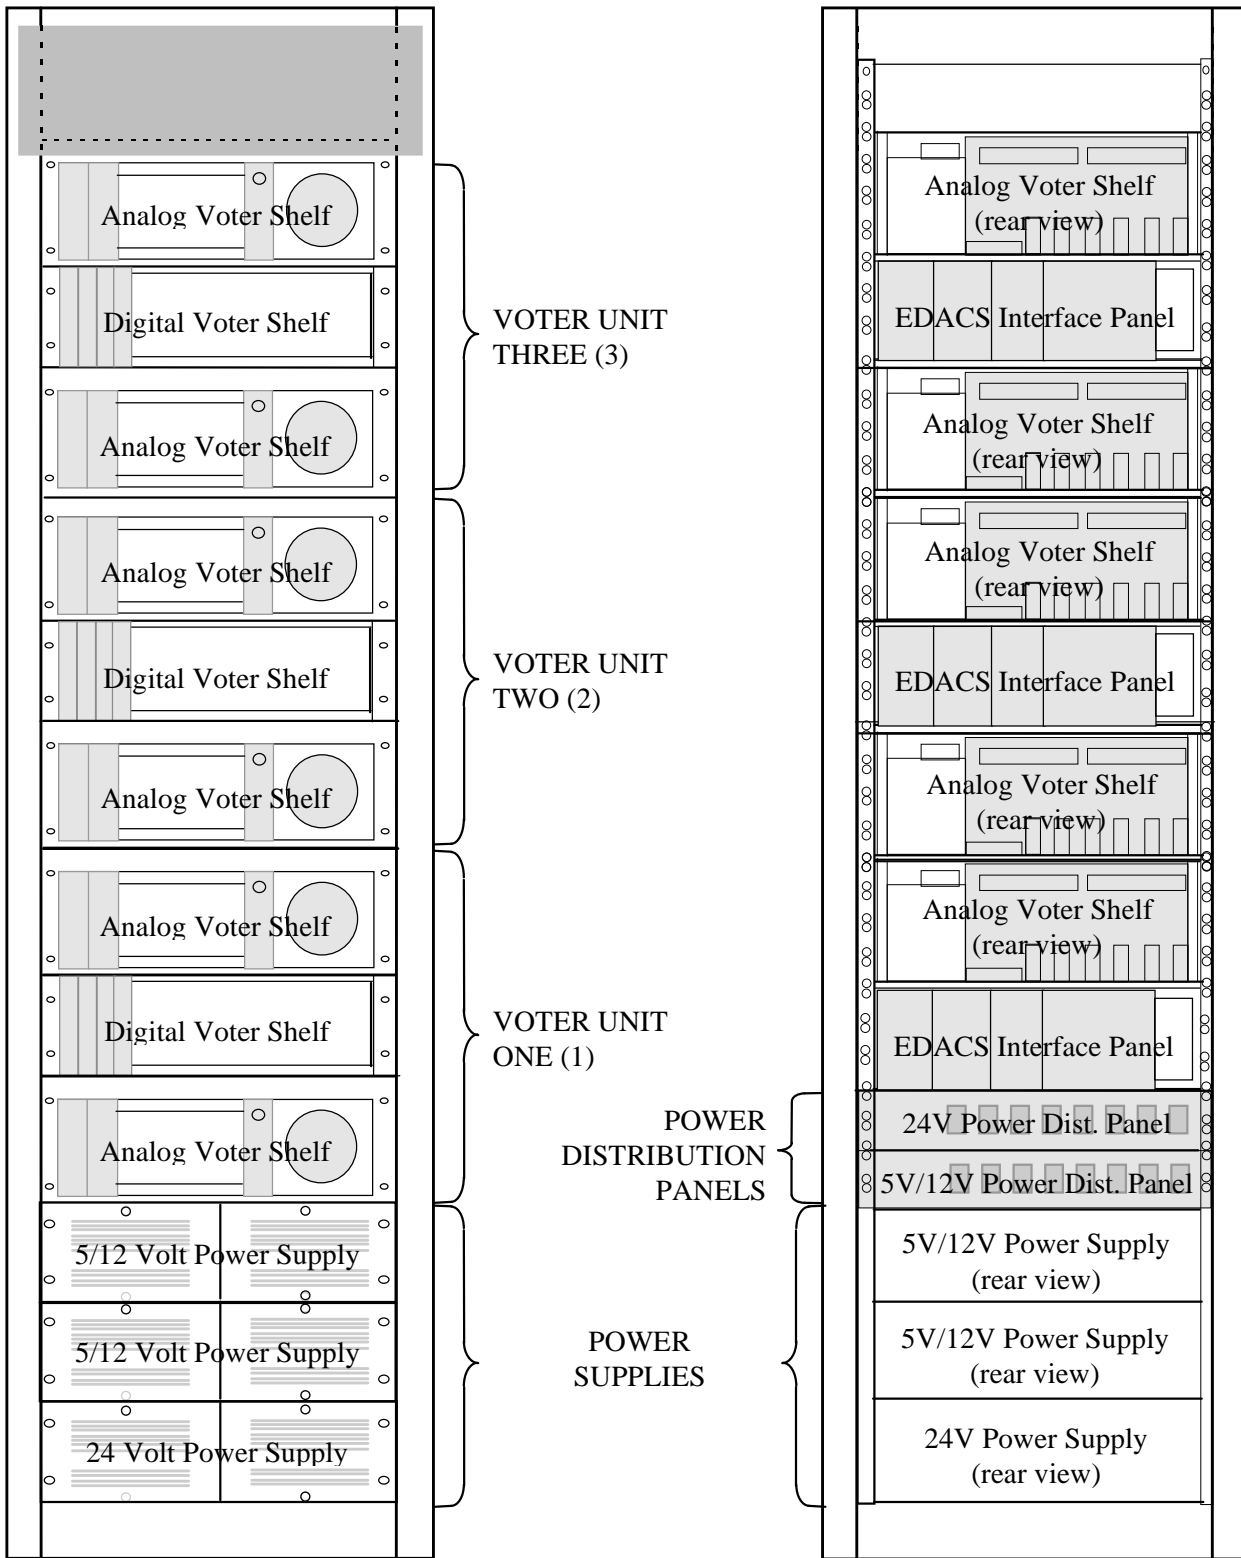 Analog Voter Shelf
Digital Voter Shelf
Analog Voter Shelf
Analog Voter Shelf
Digital Voter Shelf
Analog Voter Shelf
Analog Voter Shelf
Digital Voter Shelf
Analog Voter Shelf
5/12 Volt Power Supply
5/12 Volt Power Supply
24 Volt Power Supply
VOTER UNIT
THREE (3)
VOTER UNIT
TWO (2)
VOTER UNIT
ONE (1)
POWER
DISTRIBUTION
PANELS
POWER
SUPPLIES
Analog Voter Shelf
(rear view)
EDACS Interface Panel
Analog Voter Shelf
(rear view)
Analog Voter Shelf
(rear view)
EDACS Interface Panel
Analog Voter Shelf
(rear view)
Analog Voter Shelf
(rear view)
EDACS Interface Panel
24V Power Dist. Panel
5V/12V Power Dist. Panel
5V/12V Power Supply
(rear view)
5V/12V Power Supply
(rear view)
24V Power Supply
(rear view)